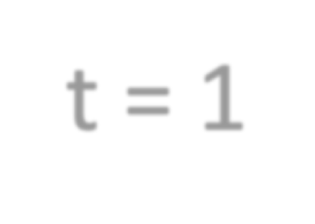 t = 1